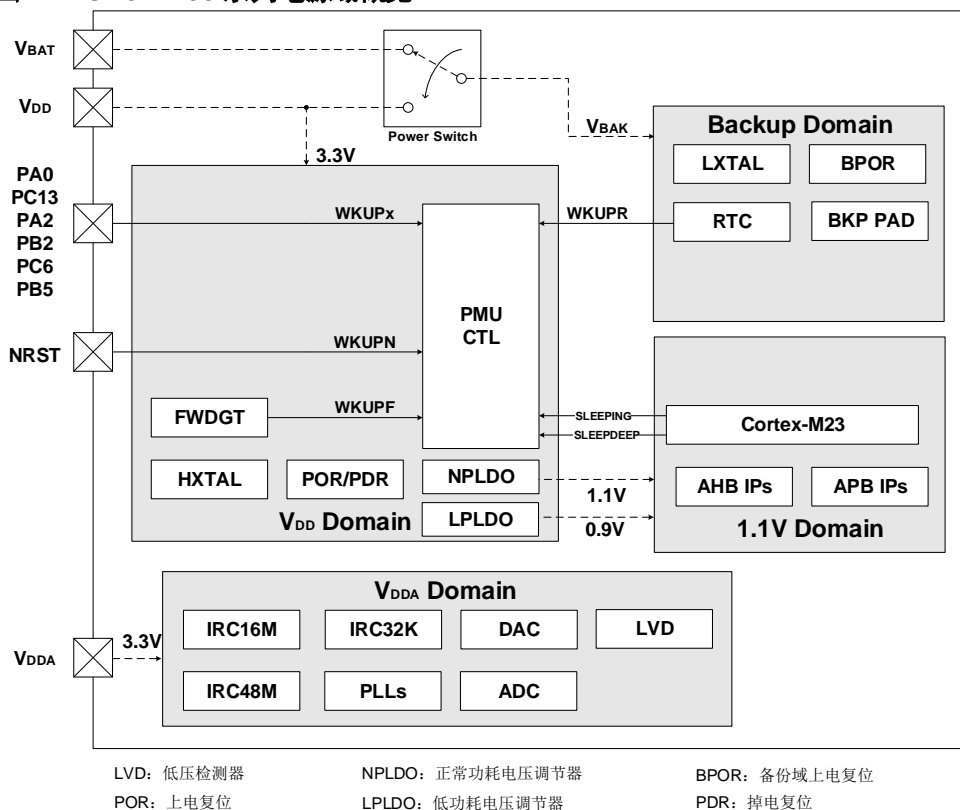 VBAT
VDD
Power Switch
3.3V
VBAK
Backup Domain
LXTAL
BPOR
RTC
BKP PAD
PA0
PC13
PA2
PB2
PC6
PB5
WKUPx
WKUPR
PMU
CTL
NRST
WKUPN
FWDGT
WKUPF
SLEEPING
SLEEPDEEP
Cortex-M23
HXTAL
POR/PDR
NPLDO
LPLDO
1.1V
0.9V
AHB IPs
APB IPs
VDD Domain
1.1V Domain
VDDA Domain
VDDA
3.3V
IRC16M
IRC32K
DAC
LVD
IRC48M
PLLs
ADC
LVD：低压检测器
NPLDO：正常功耗电压调节器
BPOR：备份域上电复位
POR：上电复位
LPLDO：低功耗电压调节器
PDR：掉电复位